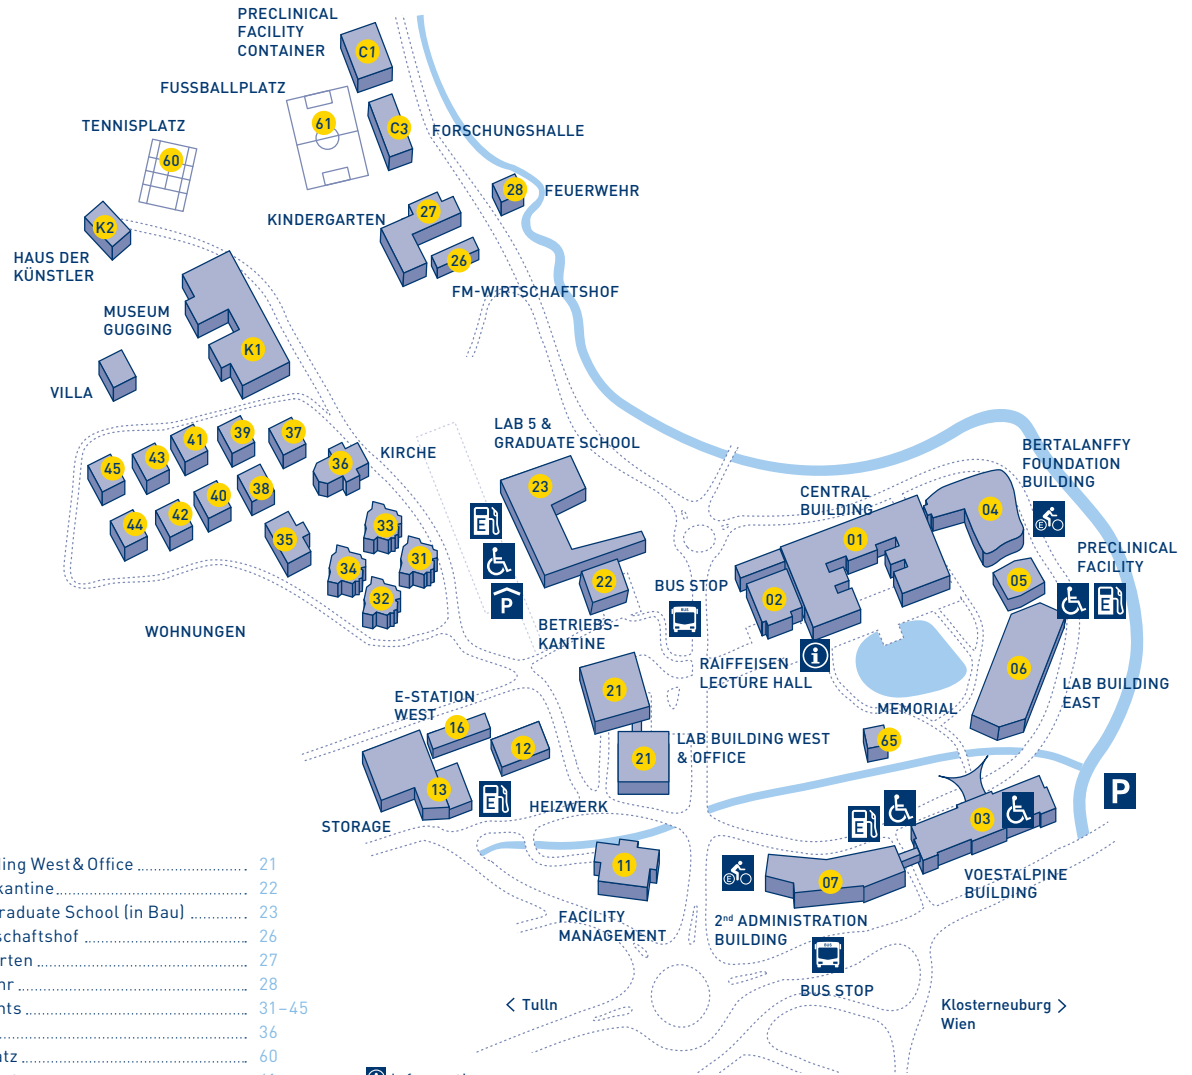 PRECLINICAL
FACILITY
CONTAINER
C1
FUSSBALLPLATZ
61
C3
FORSCHUNGSHALLE
TENNISPLATZ
60
28
FEUERWEHR
K2
KINDERGARTEN
27
26
HAUS DER
KÜNSTLER
FM-WIRTSCHAFTSHOF
MUSEUM
GUGGING
K1
VILLA
45
43
41
39
37
36
KIRCHE
44
42
40
38
35
33
34
31
32
WOHNUNGEN
LAB 5 &
GRADUATE SCHOOL
23
E
P
22
BETRIEBS-
KANTINE
BUS STOP
BUS
CENTRAL
BUILDING
01
02
RAIFFEISEN
LECTURE HALL
i
BERTALANFFY
FOUNDATION
BUILDING
04
E
PRECLINICAL
FACILITY
05
E
06
LAB BUILDING
EAST
MEMORIAL
65
21
LAB BUILDING WEST
& OFFICE
21
E-STATION
WEST
16
12
13
E
STORAGE
HEIZWERK
11
FACILITY
MANAGEMENT
P
E
03
VOESTALPINE
BUILDING
E
07
2nd ADMINISTRATION
BUILDING
BUS
BUS STOP
< Tulln
Klosterneuburg >
Wien
ding West & Office 21
kantine 22
raduate School (in Bau) 23
schaftshof 26
rten 27
hr 28
nts 31–45
36
atz 60